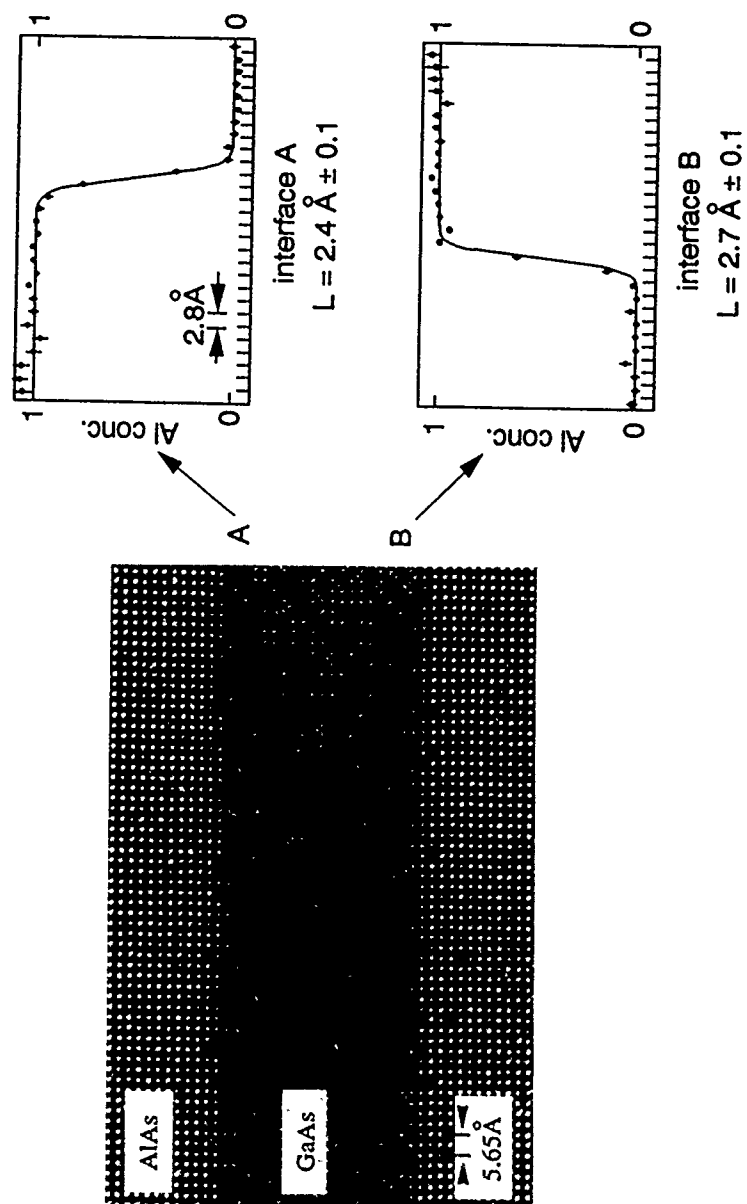 AlAs
GaAs
5.65Å
A
B
1
1
Al conc.
2.8Å
0
0
interface A
L = 2.4 Å ± 0.1
1
1
Al conc.
0
0
interface B
L = 2.7 Å ± 0.1